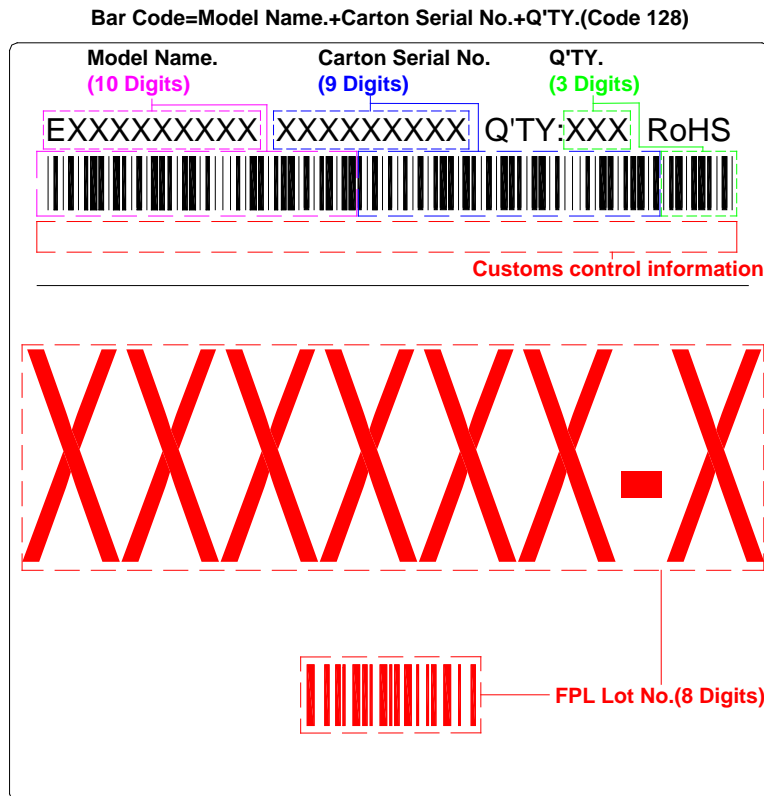 Bar Code=Model Name.+Carton Serial No.+Q'TY.(Code 128)
Model Name. Carton Serial No. Q'TY.
(10 Digits) (9 Digits) (3 Digits)
EXXXXXXXXX XXXXXXXXX Q'TY:XXX RoHS
Customs control information
XXXXXX-X
FPL Lot No.(8 Digits)